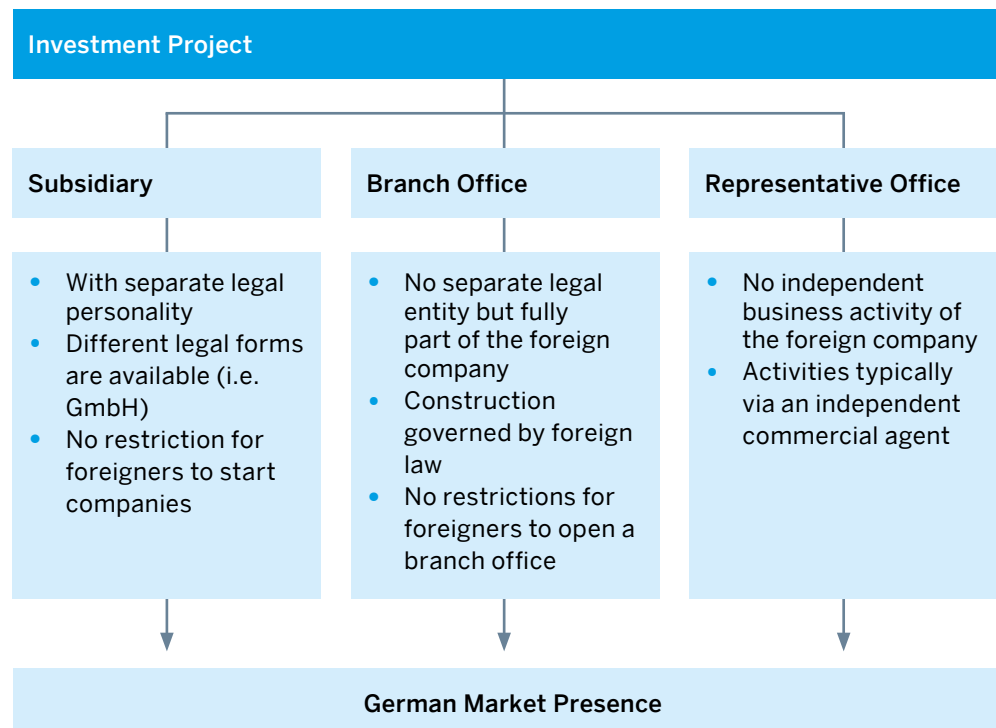 Investment Project
Subsidiary
• With separate legal
personality
• Different legal forms
are available (i.e.
GmbH)
• No restriction for
foreigners to start
companies
Branch Office
• No separate legal
entity but fully
part of the foreign
company
• Construction
governed by foreign
law
• No restrictions for
foreigners to open a
branch office
Representative Office
• No independent
business activity of
the foreign company
• Activities typically
via an independent
commercial agent
German Market Presence